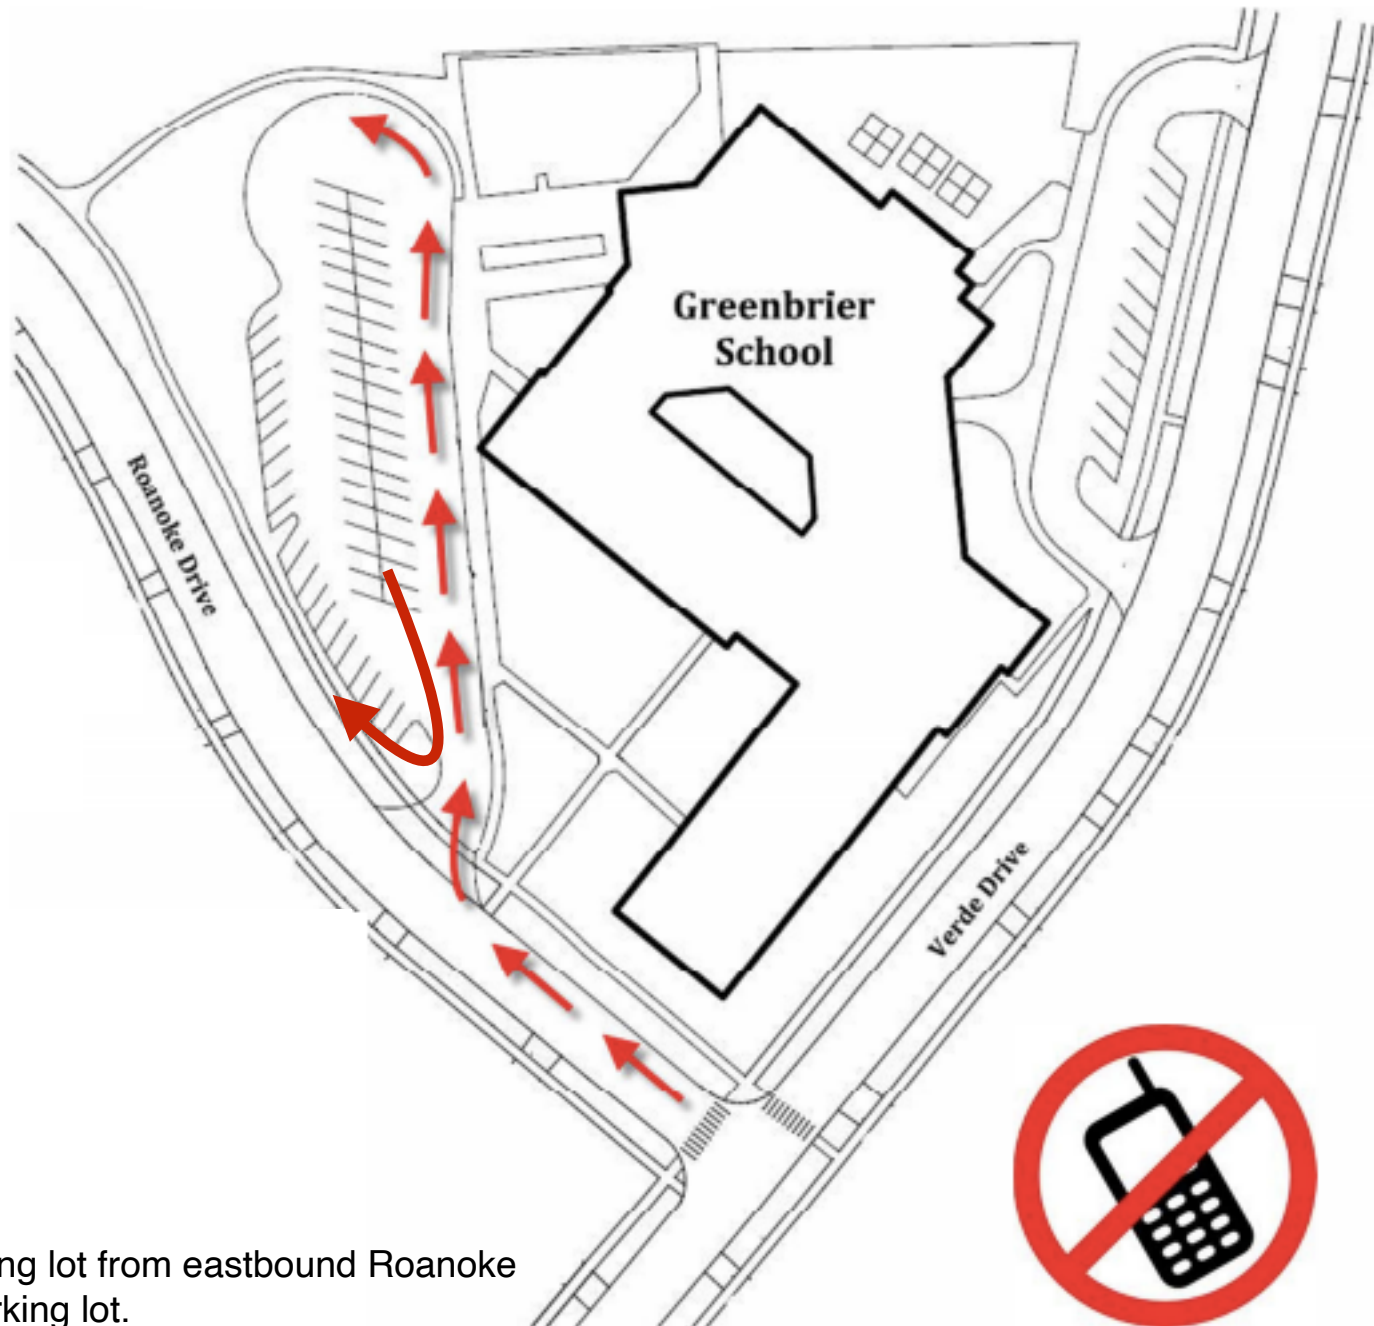 Greenbrier
School
Roanoke Drive
Verde Drive
ng lot from eastbound Roanoke
rking lot.